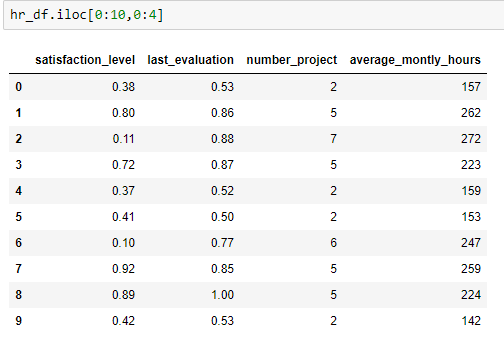 hr_df.iloc[0:10,0:4]
satisfaction_level last_evaluation number_project average_montly_hours
0 0.38 0.53 2 157
1 0.80 0.86 5 262
2 0.11 0.88 7 272
3 0.72 0.87 5 223
4 0.37 0.52 2 159
5 0.41 0.50 2 153
6 0.10 0.77 6 247
7 0.92 0.85 5 259
8 0.89 1.00 5 224
9 0.42 0.53 2 142